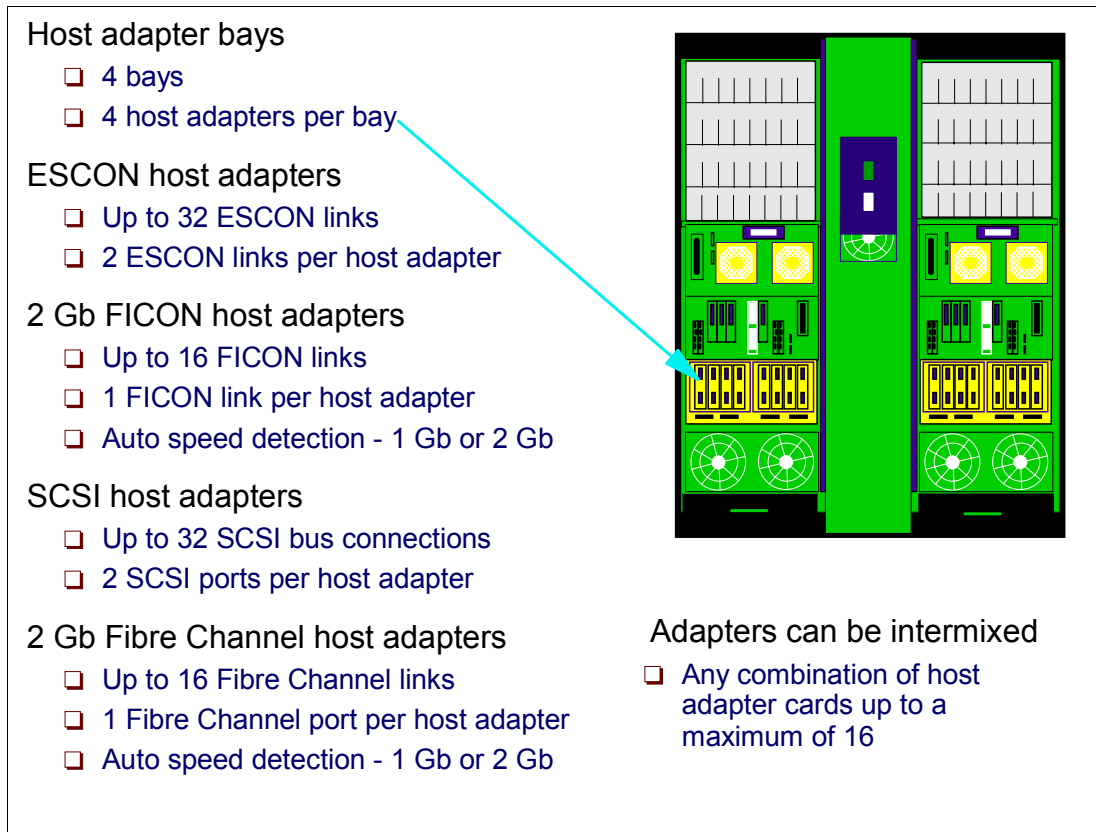 Host adapter bays
❏ 4 bays
❏ 4 host adapters per bay
ESCON host adapters
❏ Up to 32 ESCON links
❏ 2 ESCON links per host adapter
2 Gb FICON host adapters
❏ Up to 16 FICON links
❏ 1 FICON link per host adapter
❏ Auto speed detection - 1 Gb or 2 Gb
SCSI host adapters
❏ Up to 32 SCSI bus connections
❏ 2 SCSI ports per host adapter
2 Gb Fibre Channel host adapters
❏ Up to 16 Fibre Channel links
❏ 1 Fibre Channel port per host adapter
❏ Auto speed detection - 1 Gb or 2 Gb
Adapters can be intermixed
❏ Any combination of host
adapter cards up to a
maximum of 16